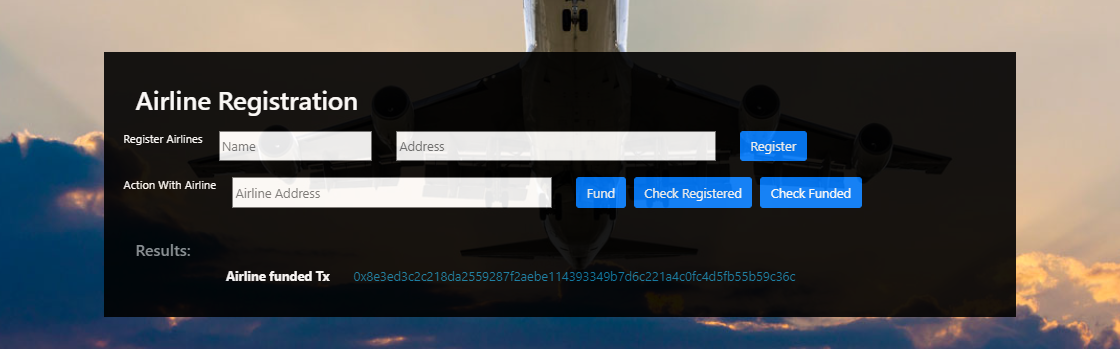 Airline Registration
Register Airlines Name Address Register
Action With Airline Airline Address Fund Check Registered Check Funded
Results:
Airline funded Tx 0x8e3ed3c2c218da2559287f2aebe114393349b7d6c221a4c0fc4d5fb55b59c36c